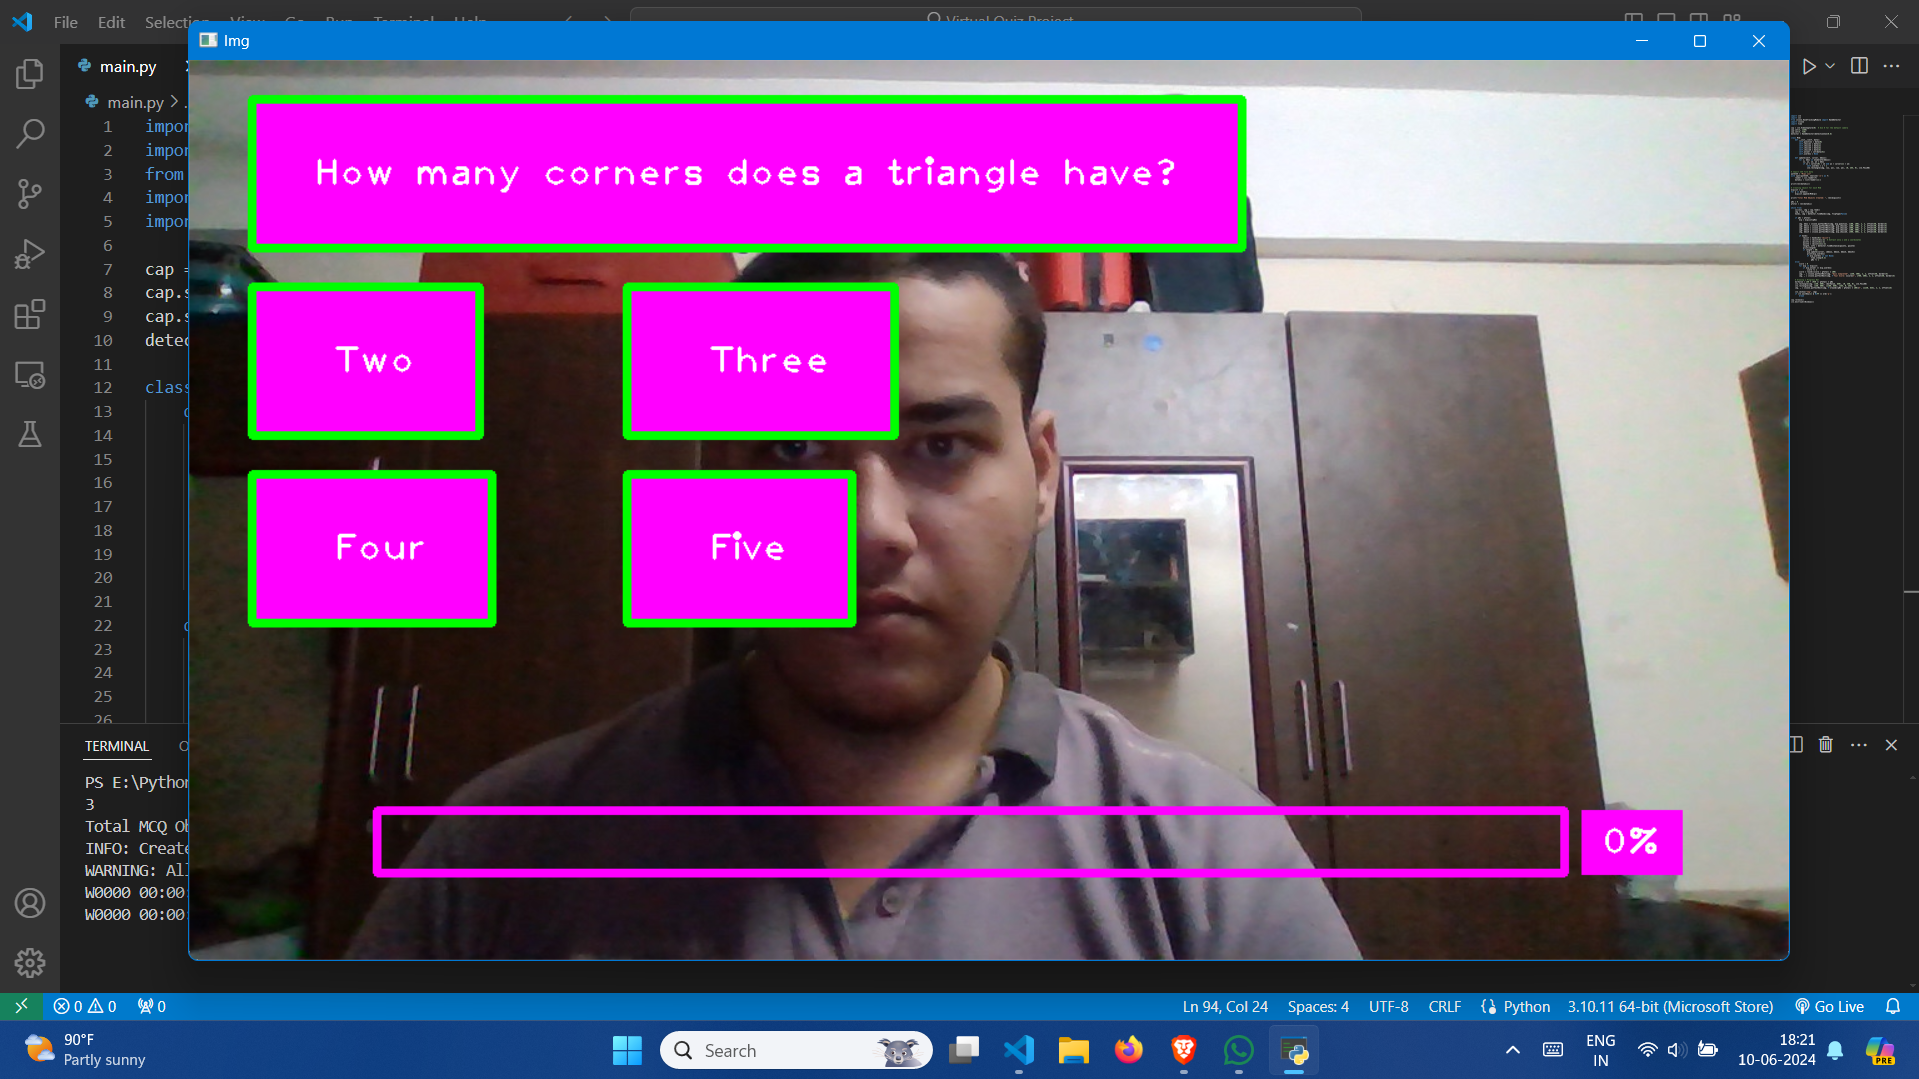 File Edit Selection View Go Run Terminal Help
Virtual Quiz Project
Img
main.py
main.py
1 impor
2 impor
3 from
4 impor
5 impor
6
7 cap =
8 cap.s
9 cap.s
10 detec
11
12 class
13 d
14
15
16
17
18
19
20
21
22 d
23
24
25
26
How many corners does a triangle have?
Two
Three
Four
Five
0%
TERMINAL
PS E:\Python
3
Total MCQ Ob
INFO: Create
WARNING: All
W0000 00:00
W0000 00:00
0 0 0
Ln 94, Col 24 Spaces: 4 UTF-8 CRLF Python 3.10.11 64-bit (Microsoft Store) Go Live
90°F
Partly sunny
Search
PRE
ENG
IN
18:21
10-06-2024